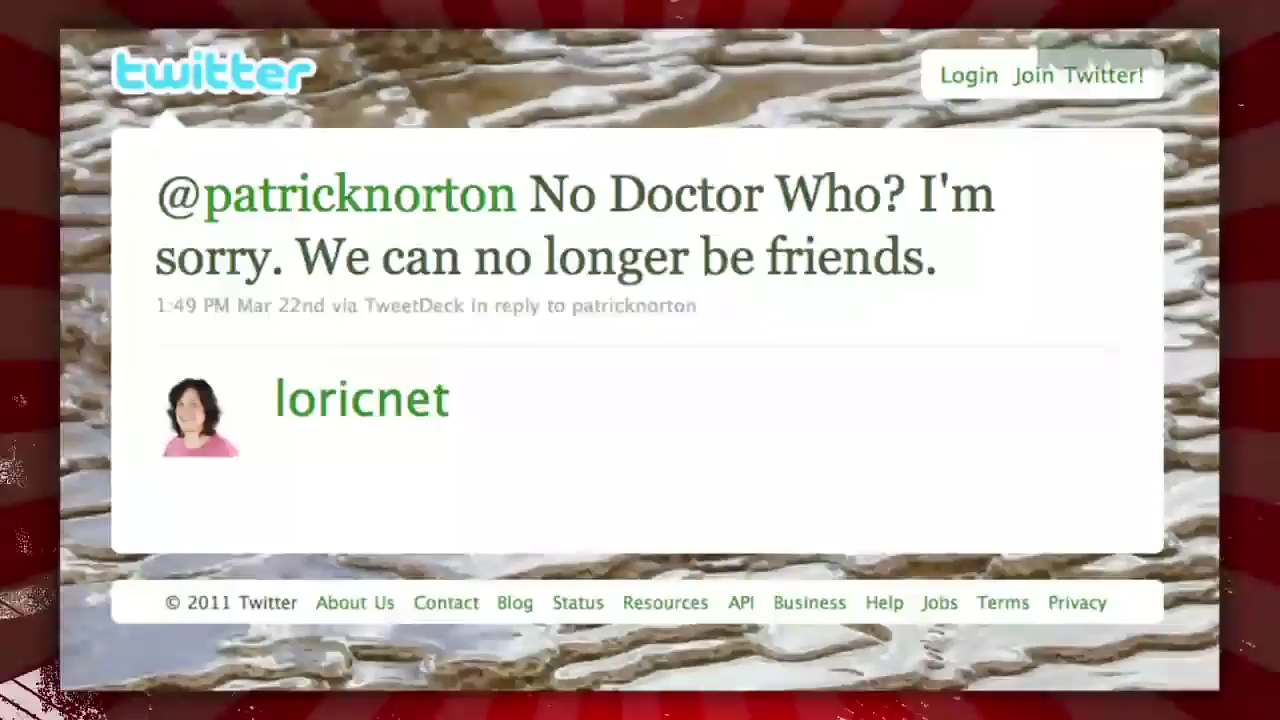 twitter
Login Join Twitter!
@patricknorton No Doctor Who? I'm
sorry. We can no longer be friends.
1:49 PM Mar 22nd via TweetDeck in reply to patricknorton
loricnet
© 2011 Twitter About Us Contact Blog Status Resources API Business Help Jobs Terms Privacy